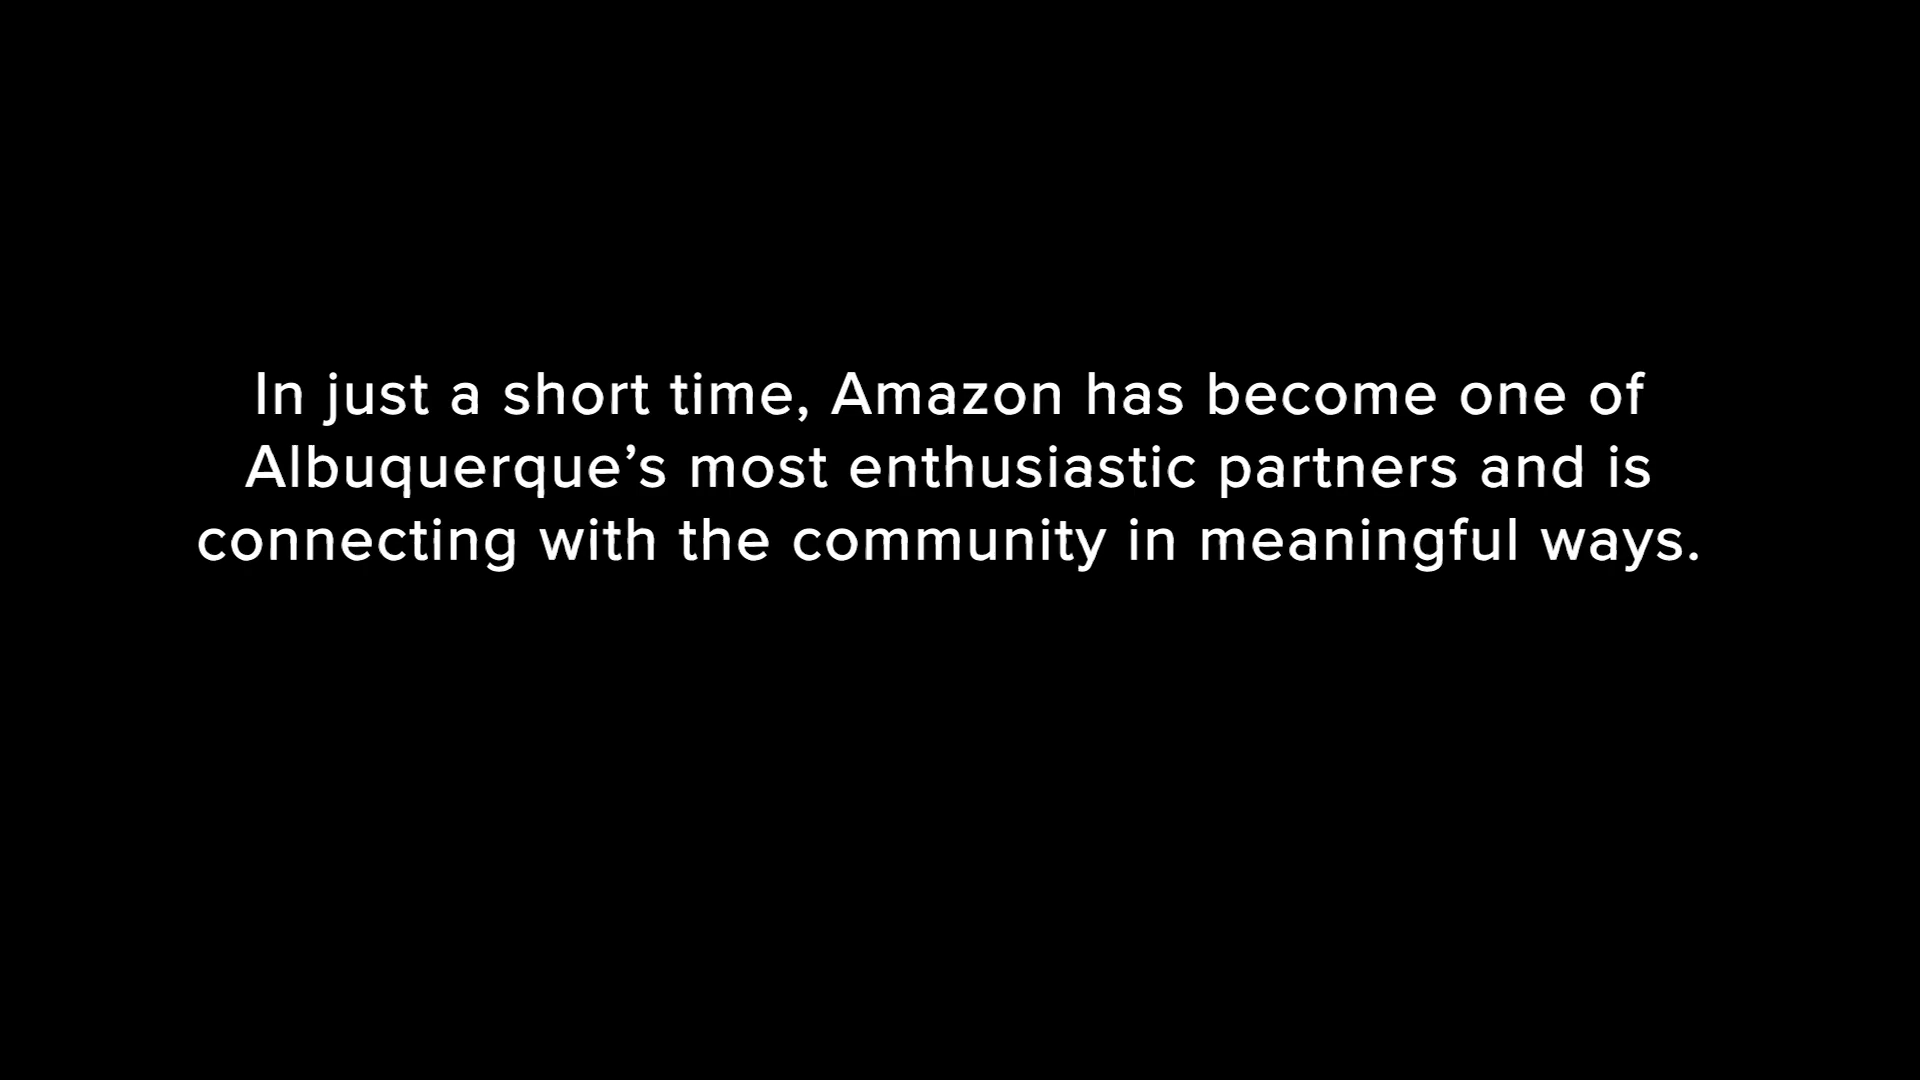 In just a short time, Amazon has become one of
Albuquerque’s most enthusiastic partners and is
connecting with the community in meaningful ways.